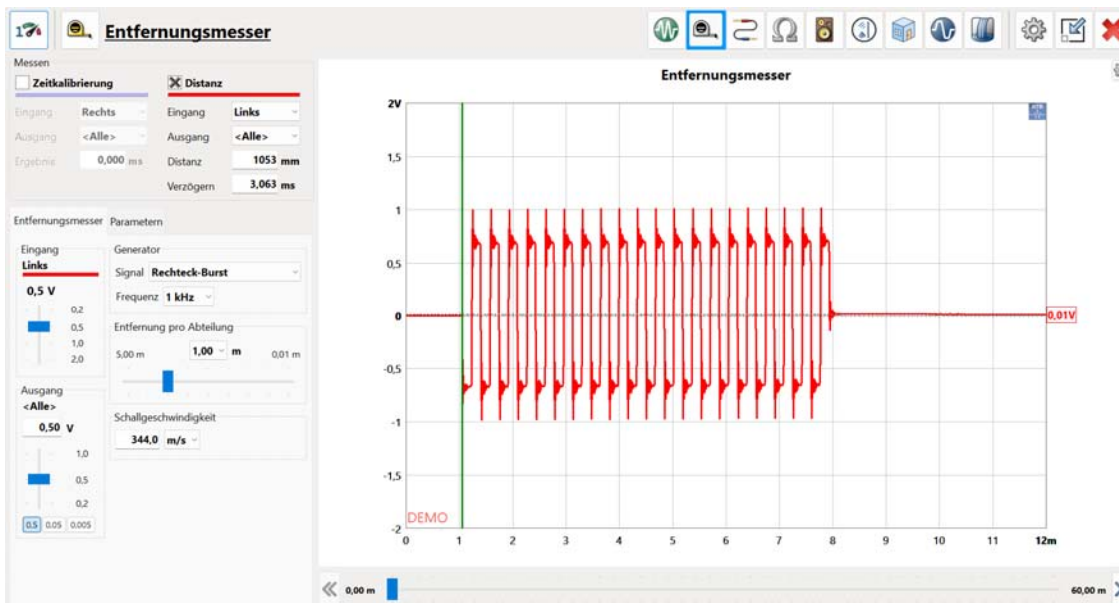 Entfernungsmesser
Messen
Zeitkalibrierung
Eingang Rechts
Ausgang <Alle>
Ergebnis 0,000 ms
Distanz
Eingang Links
Ausgang <Alle>
Distanz 1053 mm
Verzögern 3,063 ms
Entfernungsmesser Parametern
Eingang
Links
0,5 V
0,2
0,5
1,0
2,0
Ausgang
<Alle>
0,50 V
1,0
0,5
0,2
0.5 0.05 0.005
Generator
Signal Rechteck-Burst
Frequenz 1 kHz
Entfernung pro Abteilung
5,00 m 1,00 m 0,01 m
Schallgeschwindigkeit
344,0 m/s
Entfernungsmesser
2V
1,5
1
0,5
0
-0,5
-1
-1,5
-2
0,01V
DEMO
0 1 2 3 4 5 6 7 8 9 10 11 12m
0,00 m 60,00 m